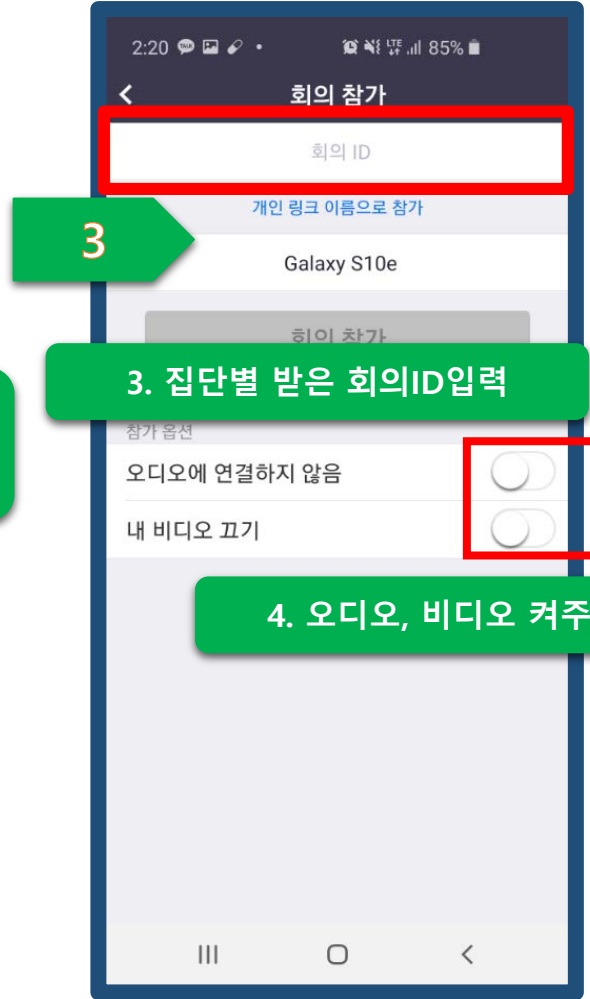 2:20 TALK LTE 85%
회의 참가
회의 ID
개인 링크 이름으로 참가
3
Galaxy S10e
회의 참가
3. 집단별 받은 회의ID입력
참가 옵션
오디오에 연결하지 않음
내 비디오 끄기
4. 오디오, 비디오 켜주